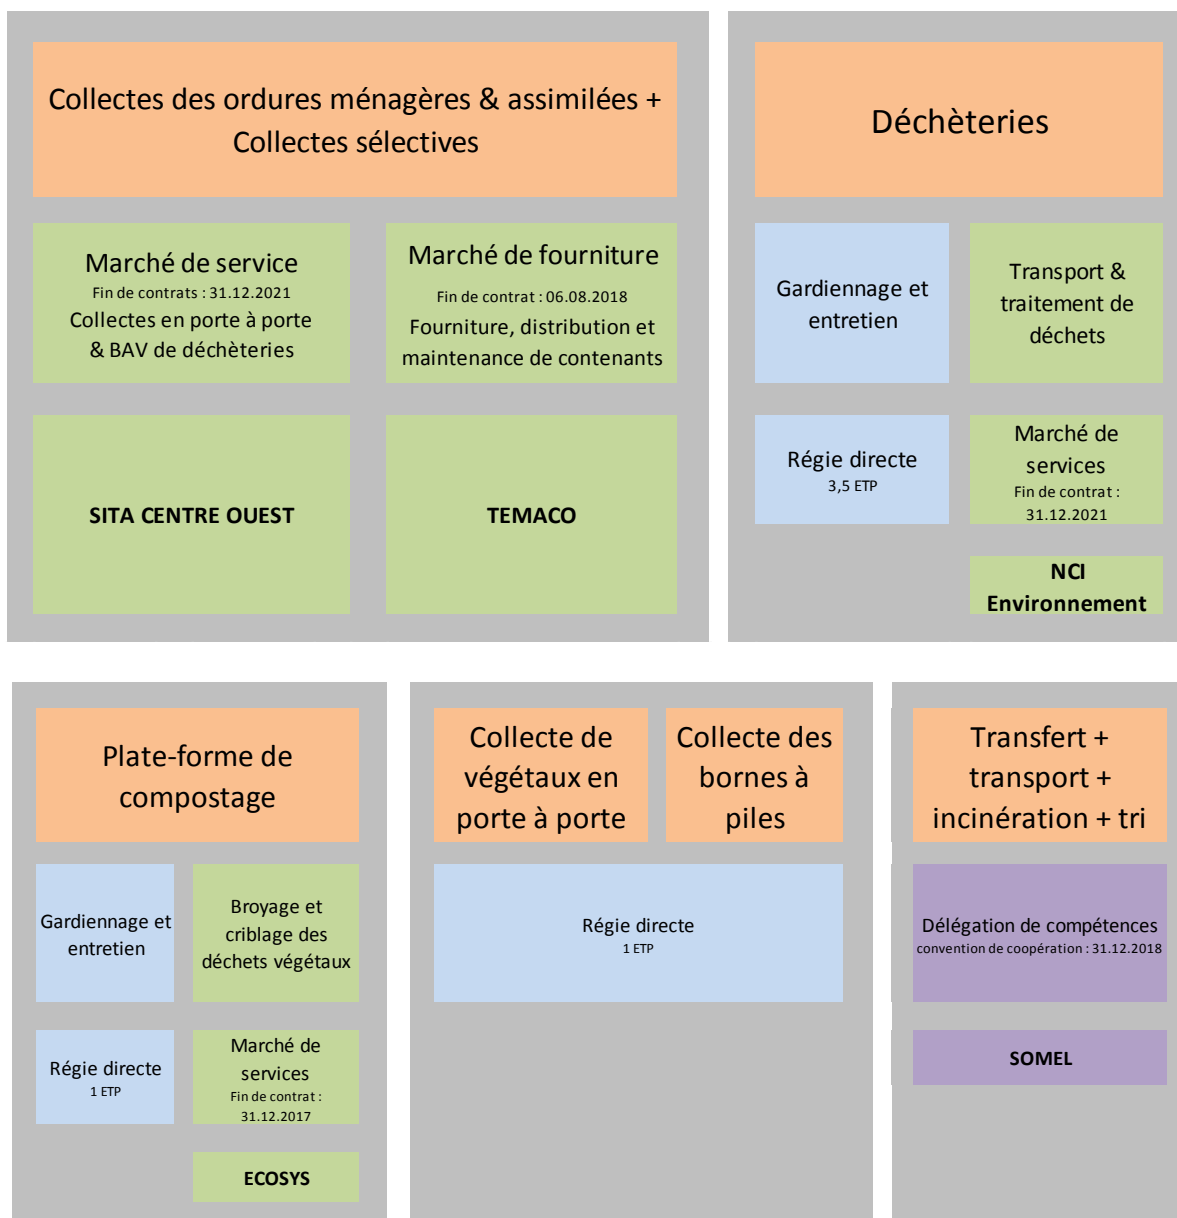 Collectes des ordures ménagères & assimilées +
Collectes sélectives
Marché de service
Fin de contrats : 31.12.2021
Collectes en porte à porte
& BAV de déchèteries
Marché de fourniture
Fin de contrat : 06.08.2018
Fourniture, distribution et
maintenance de contenants
SITA CENTRE OUEST
TEMACO
Déchèteries
Gardiennage et
entretien
Transport &
traitement de
déchets
Régie directe
3,5 ETP
Marché de
services
Fin de contrat :
31.12.2021
NCI
Environnement
Plate-forme de
compostage
Gardiennage et
entretien
Broyage et
criblage des
déchets végétaux
Régie directe
1 ETP
Marché de
services
Fin de contrat :
31.12.2017
ECOSYS
Collecte de
végétaux en
porte à porte
Collecte des
bornes à
piles
Régie directe
1 ETP
Transfert +
transport +
incinération + tri
Délégation de compétences
convention de coopération : 31.12.2018
SOMEL